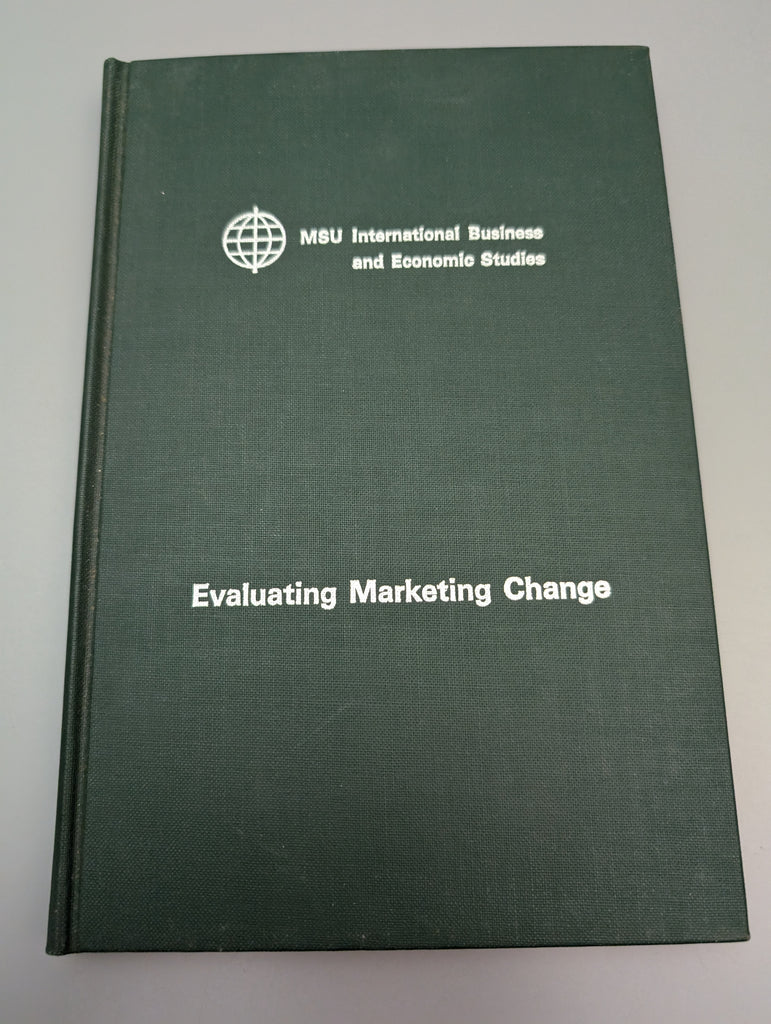 MSU International Business
and Economic Studies
Evaluating Marketing Change